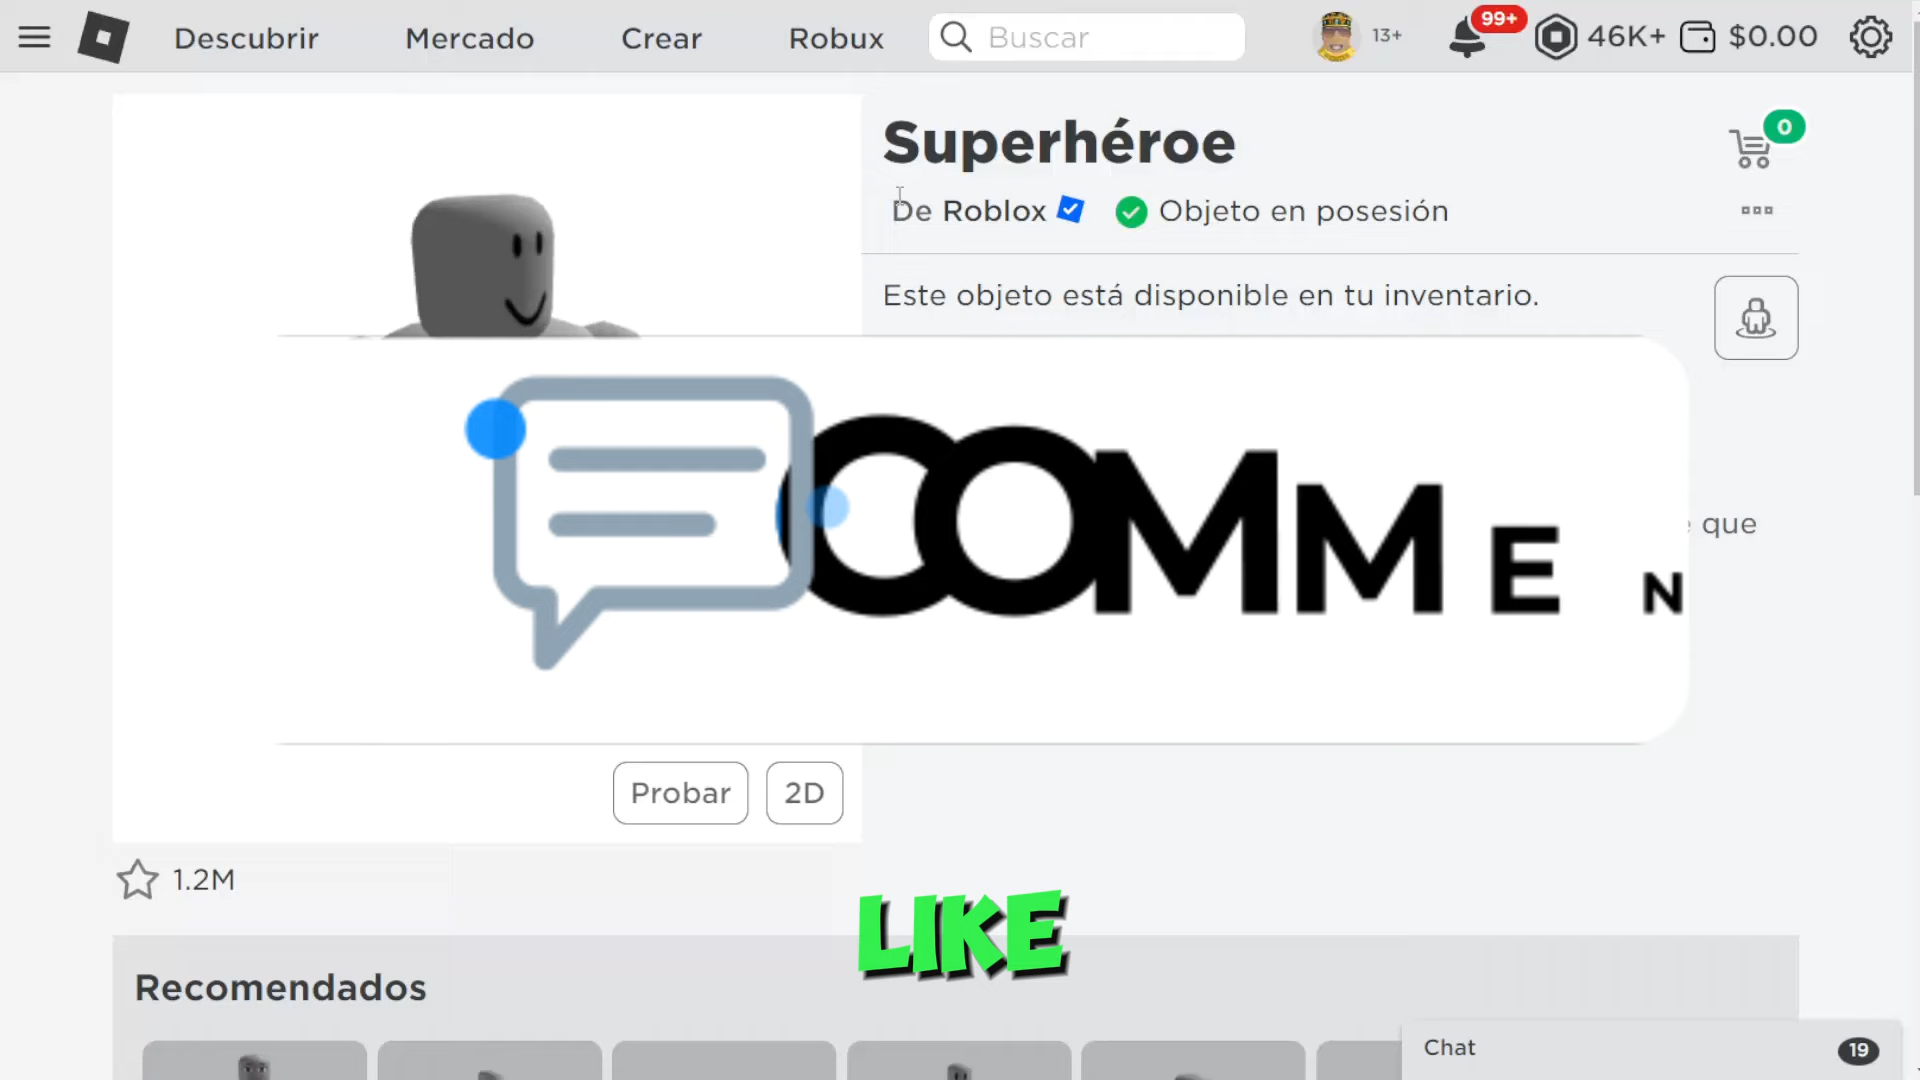 Descubrir
Mercado
Crear
Robux
Buscar
13+
99+
46K+
$0.00
Superhéroe
0
De Roblox
Objeto en posesión
Este objeto está disponible en tu inventario.
que
COMMEN
Probar
2D
1.2M
LIKE
Recomendados
Chat
19